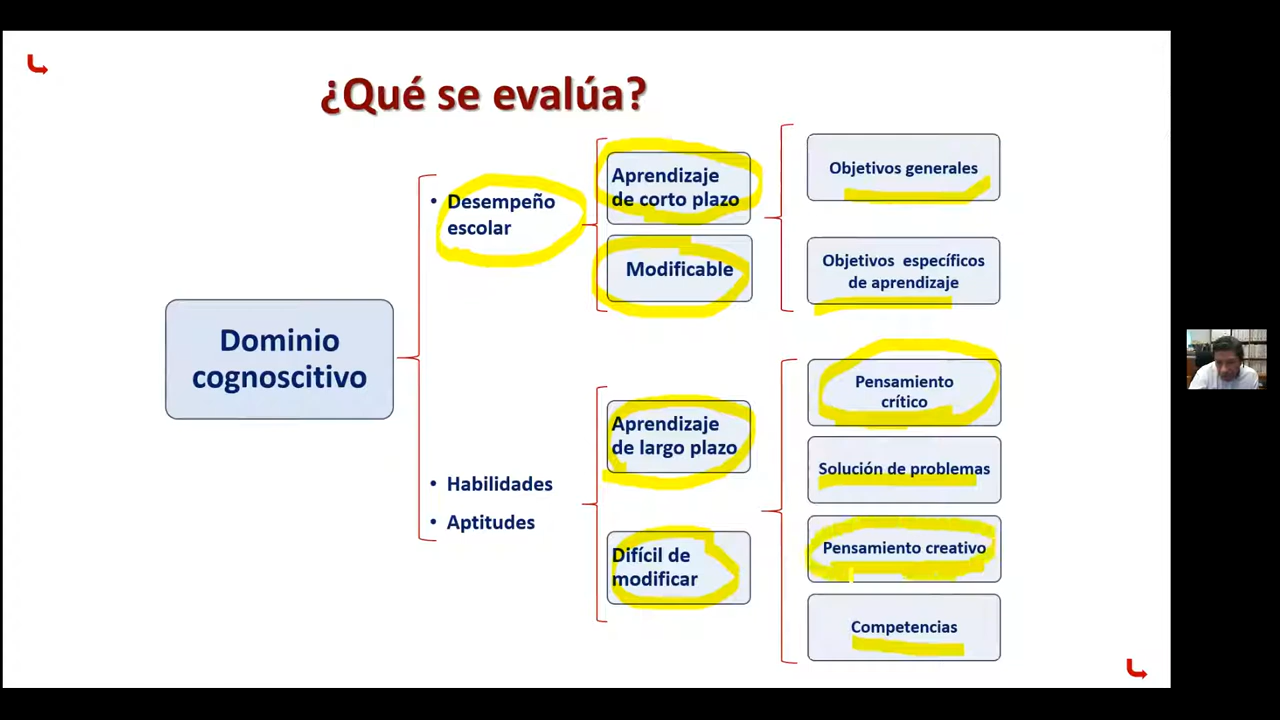 ¿Qué se evalúa?
Dominio
cognoscitivo
• Desempeño
escolar
Aprendizaje
de corto plazo
Modificable
Objetivos generales
Objetivos específicos
de aprendizaje
• Habilidades
• Aptitudes
Aprendizaje
de largo plazo
Difícil de
modificar
Pensamiento
crítico
Solución de problemas
Pensamiento creativo
Competencias